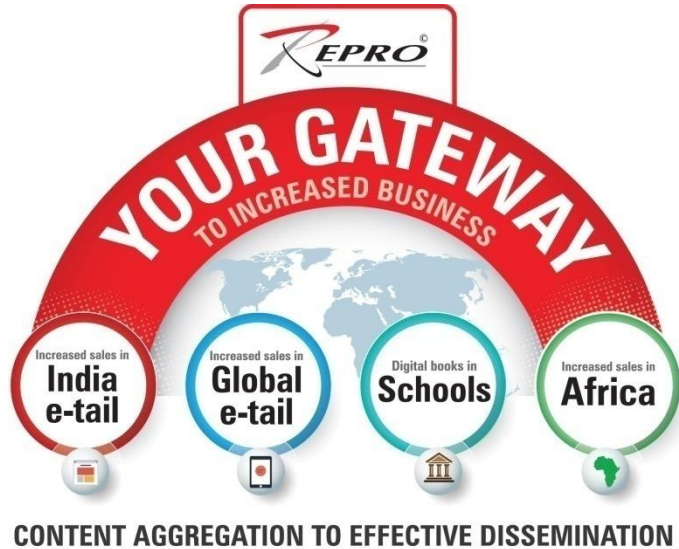 REPRO©
YOUR GATEWAY
TO INCREASED BUSINESS
Increased sales in
India
e-tail
Increased sales in
Global
e-tail
Digital books in
Schools
Increased sales in
Africa
CONTENT AGGREGATION TO EFFECTIVE DISSEMINATION